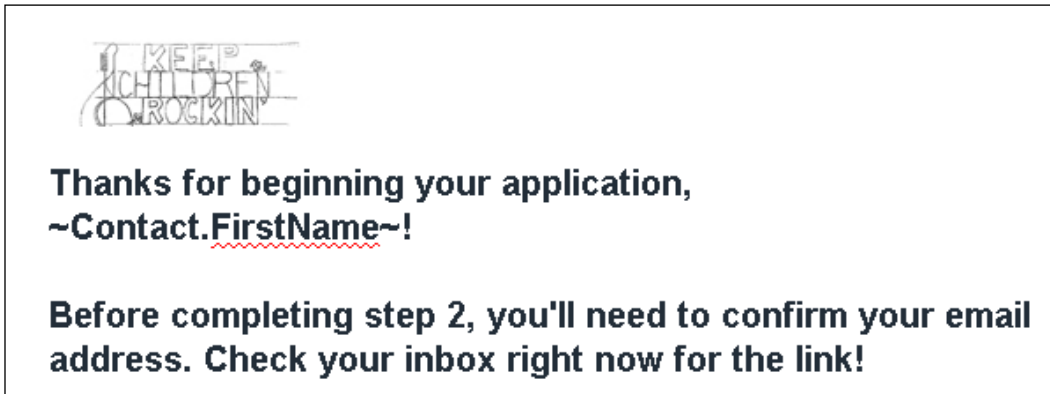 KEEP
CHILDREN
ROCKIN'
Thanks for beginning your application,
~Contact.FirstName~!
Before completing step 2, you'll need to confirm your email
address. Check your inbox right now for the link!